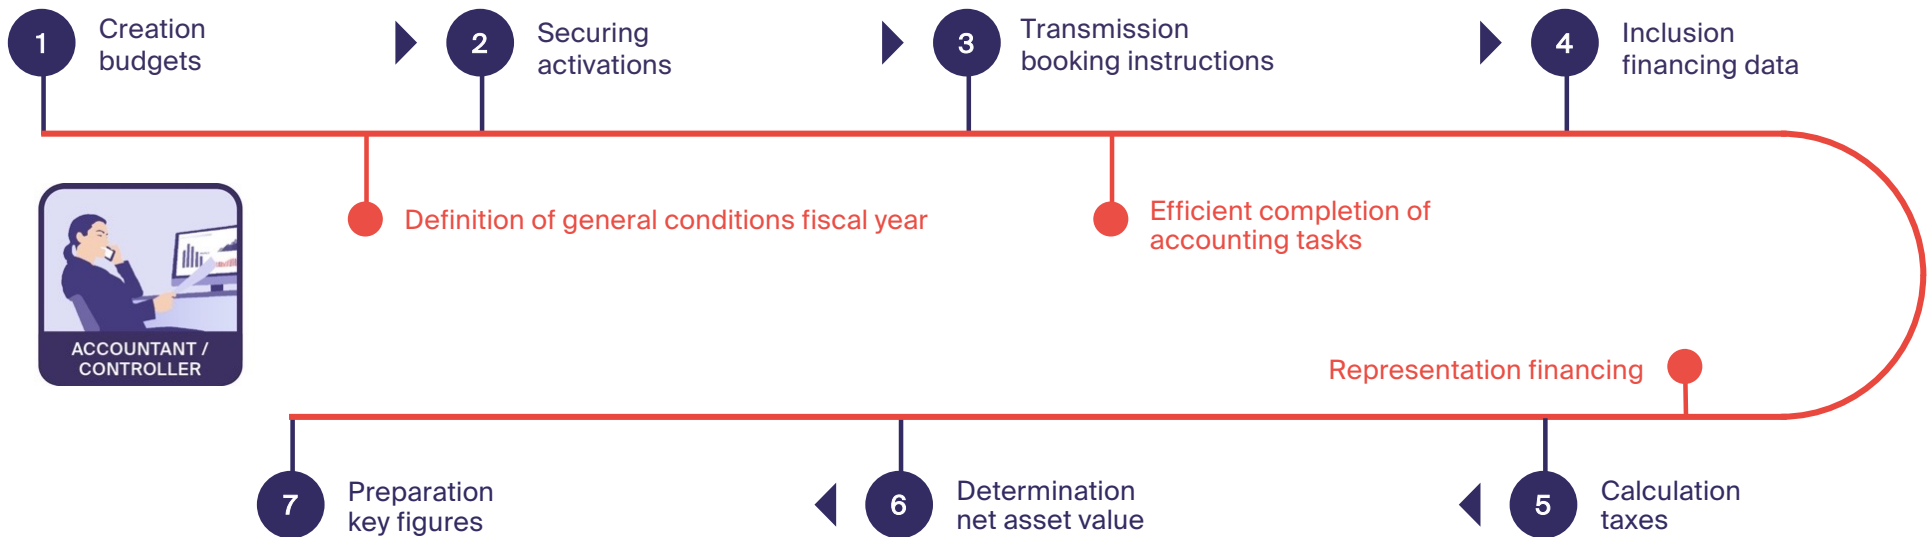 1
Creation
budgets
2
Securing
activations
3
Transmission
booking instructions
4
Inclusion
financing data
Definition of general conditions fiscal year
Efficient completion of
accounting tasks
ACCOUNTANT /
CONTROLLER
Representation financing
7
Preparation
key figures
6
Determination
net asset value
5
Calculation
taxes